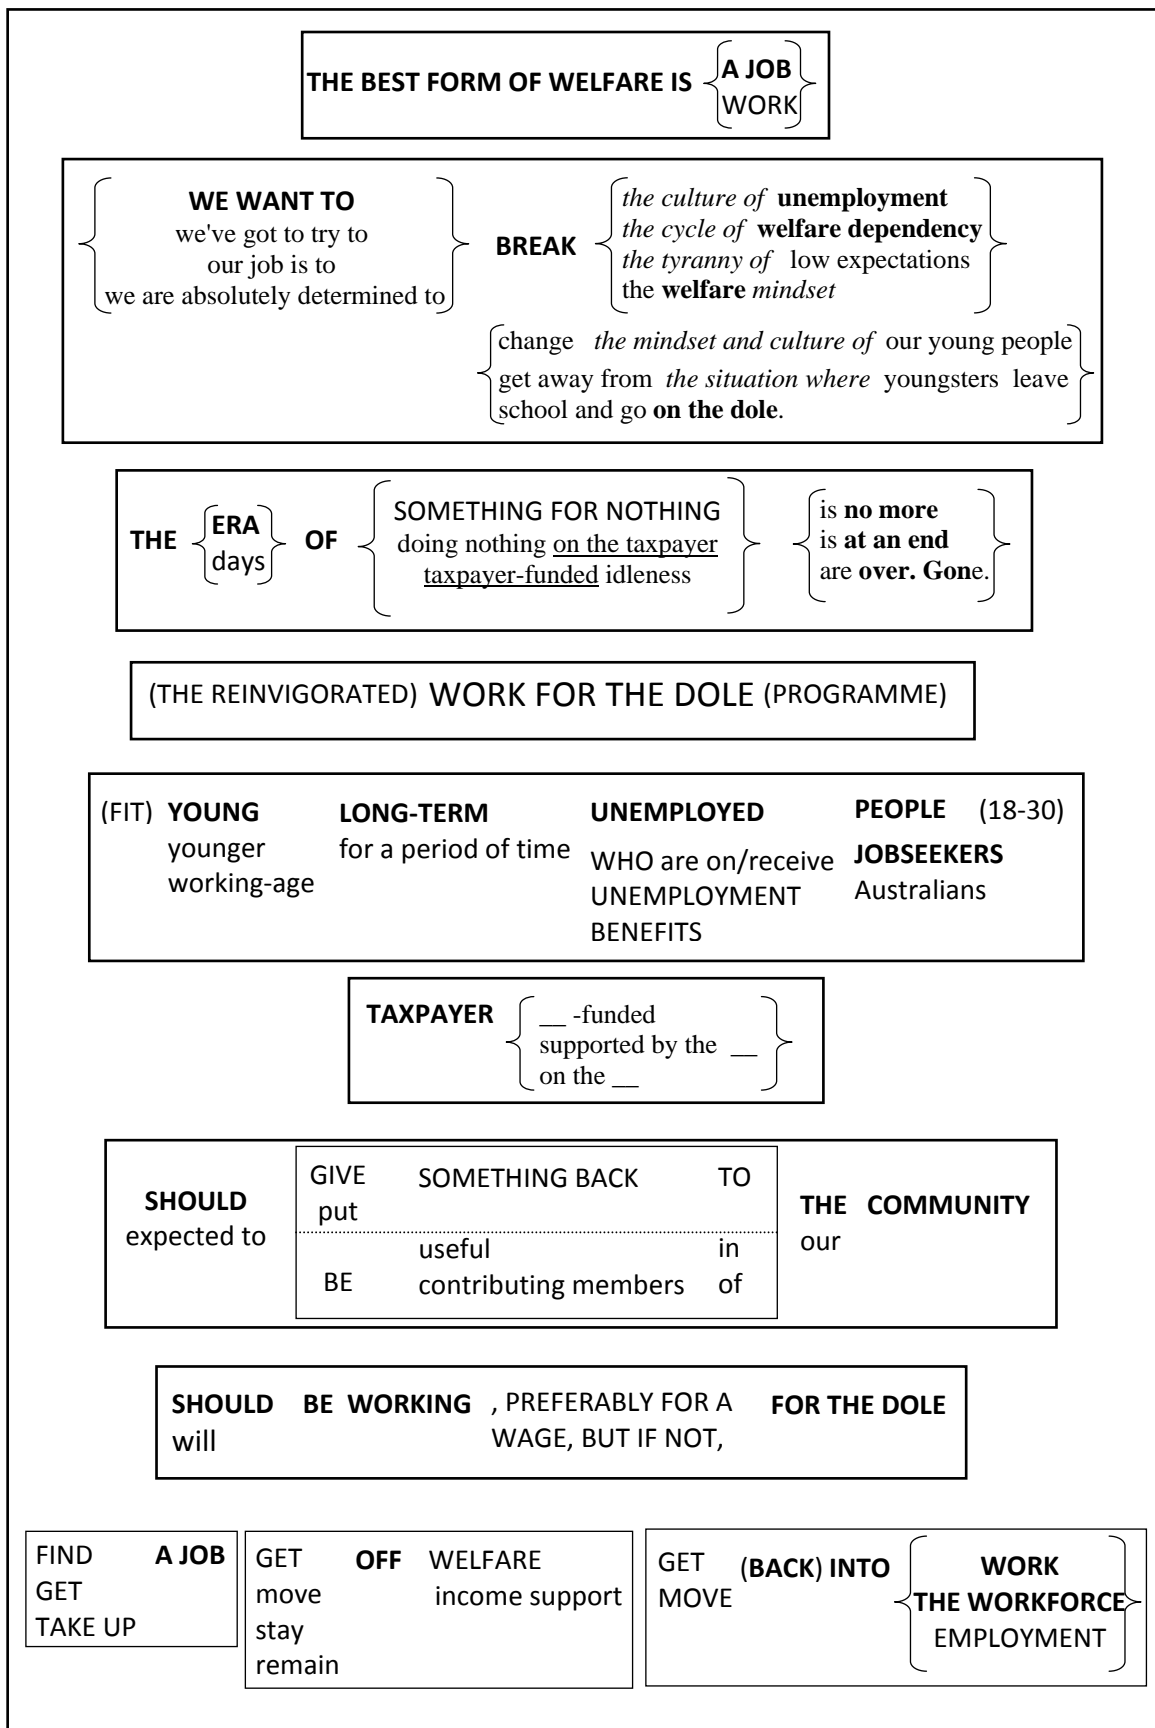 THE BEST FORM OF WELFARE IS A JOB
WORK
WE WANT TO
we've got to try to
our job is to
we are absolutely determined to
BREAK
the culture of unemployment
the cycle of welfare dependency
the tyranny of low expectations
the welfare mindset
change the mindset and culture of our young people
get away from the situation where youngsters leave
school and go on the dole.
THE
ERA
days
OF
SOMETHING FOR NOTHING
doing nothing on the taxpayer
taxpayer-funded idleness
is no more
is at an end
are over. Gone.
(THE REINVIGORATED) WORK FOR THE DOLE (PROGRAMME)
(FIT) YOUNG
younger
working-age
LONG-TERM
for a period of time
UNEMPLOYED
WHO are on/receive
UNEMPLOYMENT
BENEFITS
PEOPLE (18-30)
JOBSEEKERS
Australians
TAXPAYER
__ -funded
supported by the __
on the __
SHOULD
expected to
GIVE SOMETHING BACK TO
put
useful in
BE contributing members of
THE COMMUNITY
our
SHOULD BE WORKING , PREFERABLY FOR A FOR THE DOLE
will WAGE, BUT IF NOT,
FIND A JOB
GET
TAKE UP
GET OFF WELFARE
move income support
stay
remain
GET (BACK) INTO
MOVE
WORK
THE WORKFORCE
EMPLOYMENT